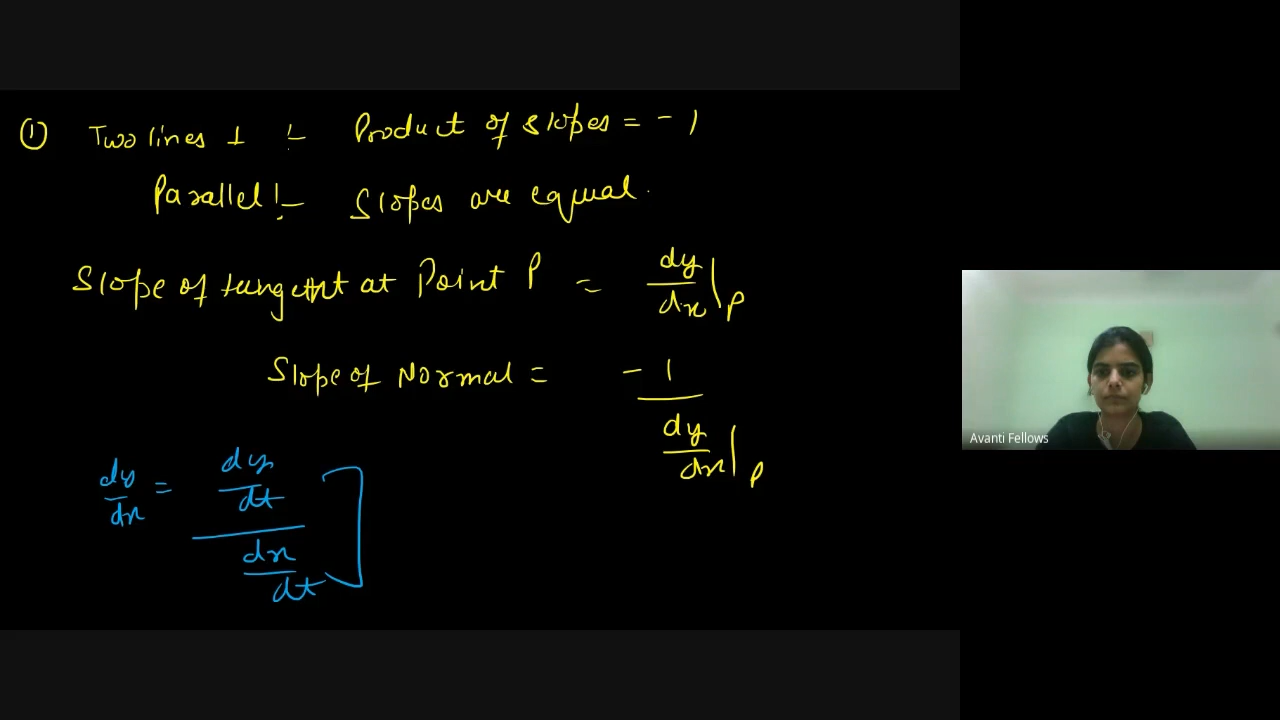 ① Two lines ⊥ :- Product of slopes = -1
Parallel :- Slopes are equal.
Slope of tangent at Point P = dy/dx|P
Slope of Normal = -1/(dy/dx|P)
dy/dx = (dy/dt)/(dx/dt)]
Avanti Fellows